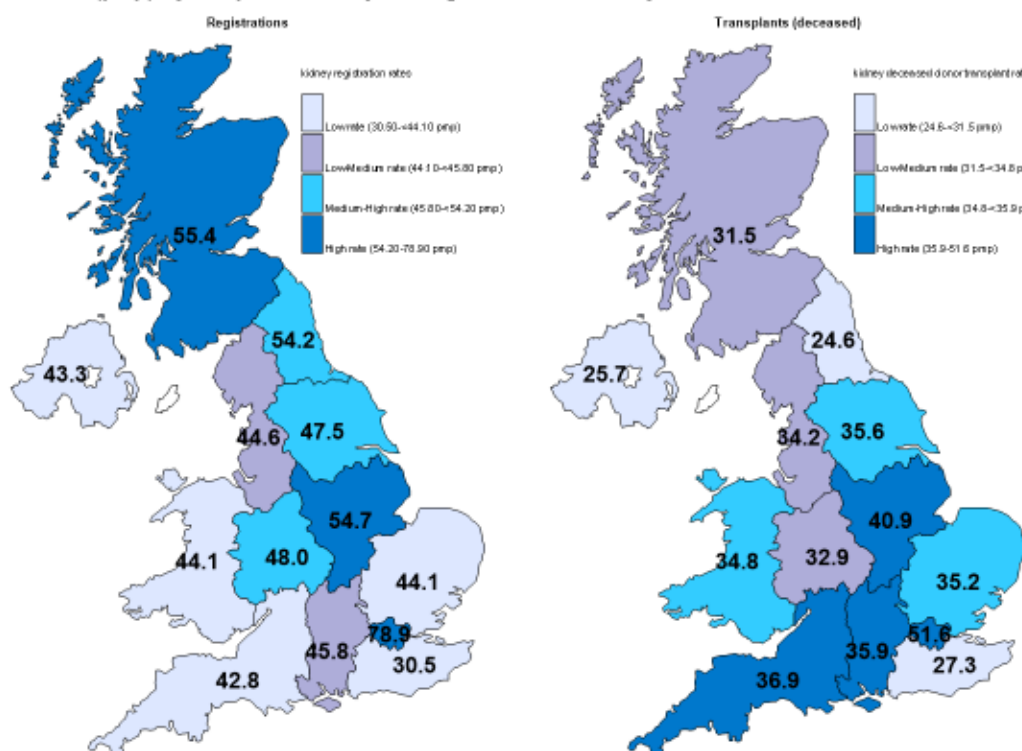 Registrations
kidney registration rates
Low rate (30.50-<44.10 pmp)
Low-Medium rate (44.10-<45.80 pmp)
Medium-High rate (45.80-<54.20 pmp)
High rate (54.20-78.90 pmp)
55.4
54.2
43.3
44.6
47.5
54.7
44.1
48.0
44.1
78.9
45.8
30.5
42.8
Transplants (deceased)
kidney deceased donor transplant rat
Low rate (24.6-<31.5 pmp)
Low-Medium rate (31.5-<34.8 p
Medium-High rate (34.8-<35.9 p
High rate (35.9-51.6 pmp)
31.5
24.6
25.7
34.2
35.6
40.9
34.8
32.9
35.2
51.6
35.9
27.3
36.9